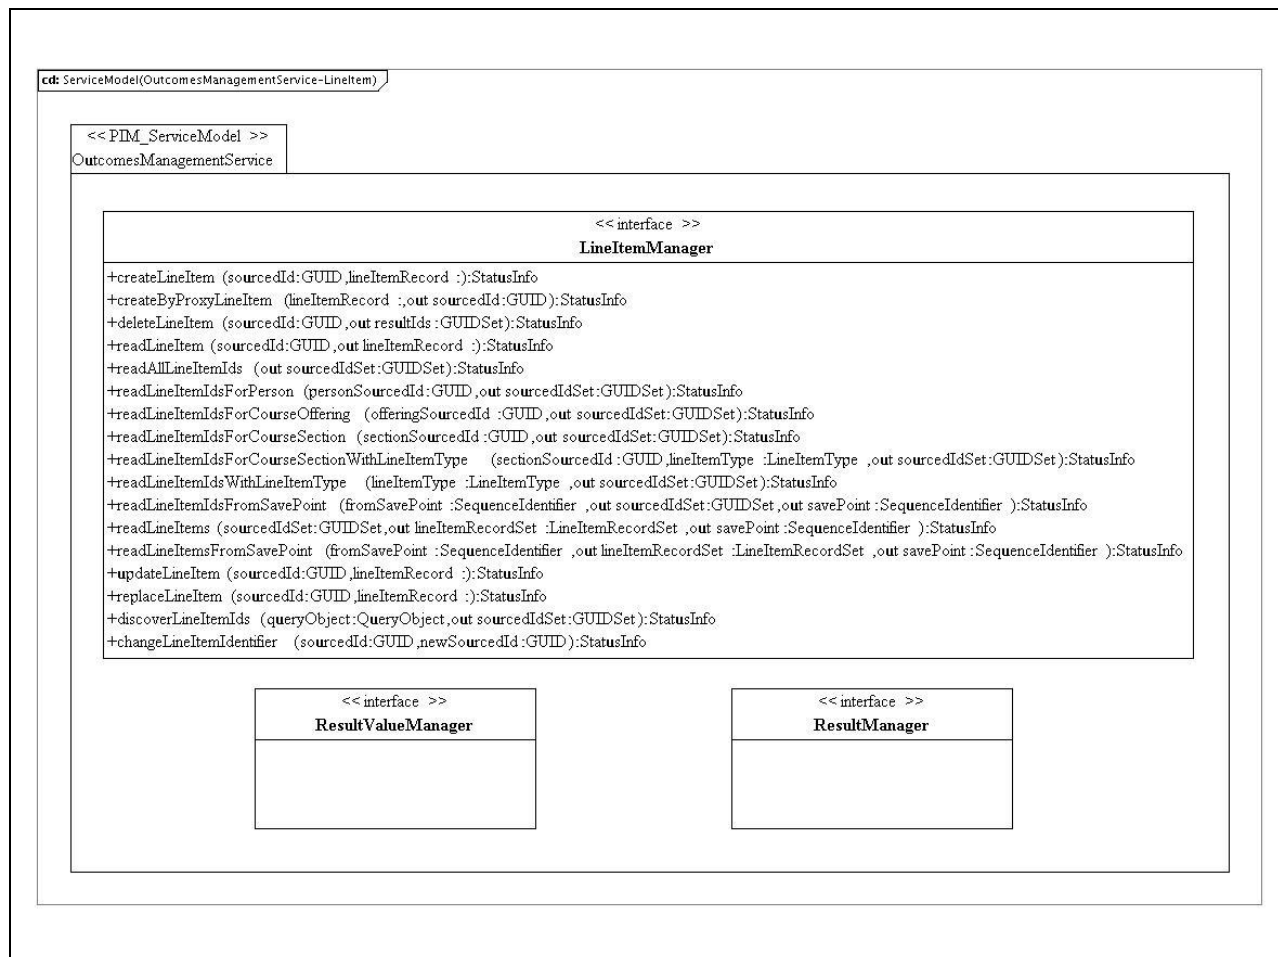 cd: ServiceModel(OutcomesManagementService-LineItem)
<< PIM_ServiceModel >>
OutcomesManagementService
<< interface >>
LineItemManager
+createLineItem (sourcedId:GUID,lineItemRecord :):StatusInfo
+createByProxyLineItem (lineItemRecord :,out sourcedId:GUID):StatusInfo
+deleteLineItem (sourcedId:GUID,out resultIds :GUIDSet):StatusInfo
+readLineItem (sourcedId:GUID,out lineItemRecord :):StatusInfo
+readAllLineItemIds (out sourcedIdSet:GUIDSet):StatusInfo
+readLineItemIdsForPerson (personSourcedId:GUID,out sourcedIdSet:GUIDSet):StatusInfo
+readLineItemIdsForCourseOffering (offeringSourcedId :GUID,out sourcedIdSet:GUIDSet):StatusInfo
+readLineItemIdsForCourseSection (sectionSourcedId :GUID,out sourcedIdSet:GUIDSet):StatusInfo
+readLineItemIdsForCourseSectionWithLineItemType (sectionSourcedId :GUID,lineItemType :LineItemType ,out sourcedIdSet:GUIDSet):StatusInfo
+readLineItemIdsWithLineItemType (lineItemType :LineItemType ,out sourcedIdSet:GUIDSet):StatusInfo
+readLineItemIdsFromSavePoint (fromSavePoint :SequenceIdentifier ,out sourcedIdSet:GUIDSet,out savePoint :SequenceIdentifier ):StatusInfo
+readLineItems (sourcedIdSet:GUIDSet,out lineItemRecordSet :LineItemRecordSet ,out savePoint :SequenceIdentifier ):StatusInfo
+readLineItemsFromSavePoint (fromSavePoint :SequenceIdentifier ,out lineItemRecordSet :LineItemRecordSet ,out savePoint :SequenceIdentifier ):StatusInfo
+updateLineItem (sourcedId:GUID,lineItemRecord :):StatusInfo
+replaceLineItem (sourcedId:GUID,lineItemRecord :):StatusInfo
+discoverLineItemIds (queryObject:QueryObject,out sourcedIdSet:GUIDSet):StatusInfo
+changeLineItemIdentifier (sourcedId:GUID,newSourcedId :GUID):StatusInfo
<< interface >>
ResultValueManager
<< interface >>
ResultManager